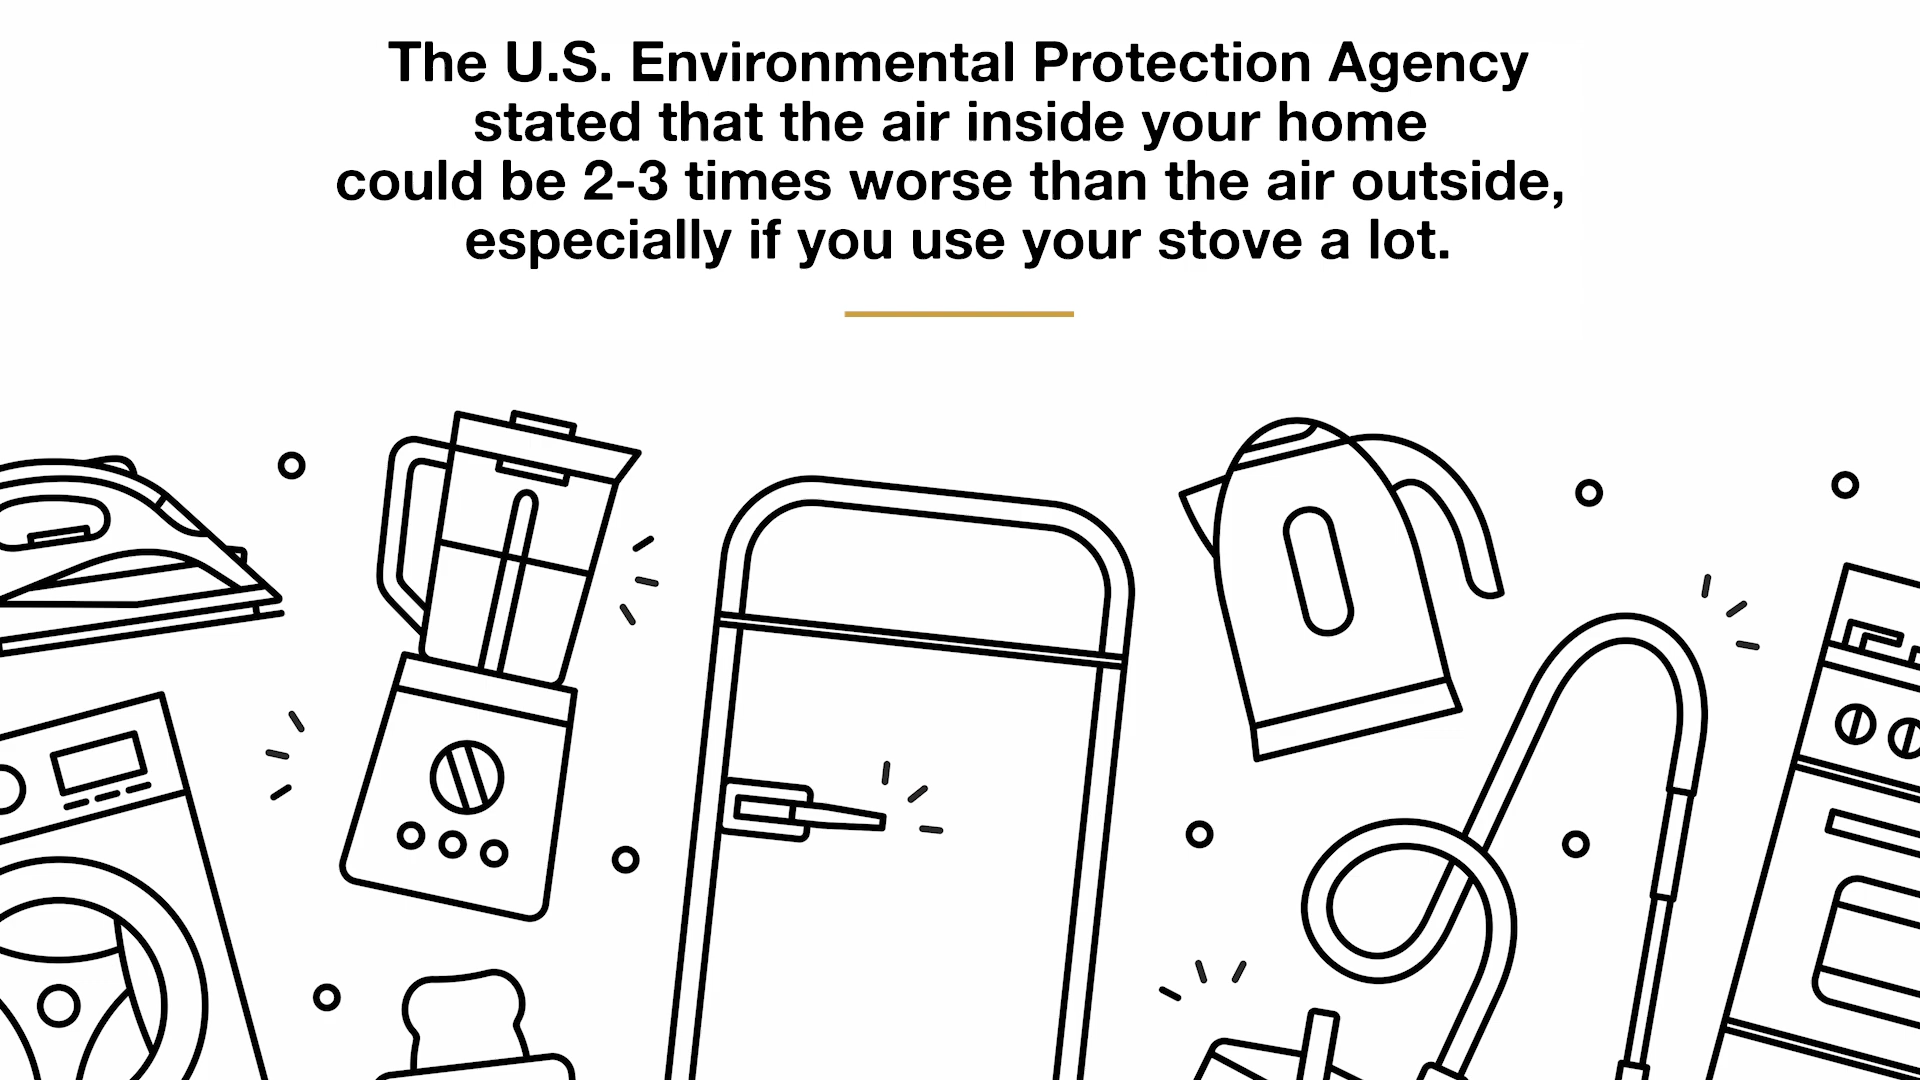 The U.S. Environmental Protection Agency
stated that the air inside your home
could be 2-3 times worse than the air outside,
especially if you use your stove a lot.